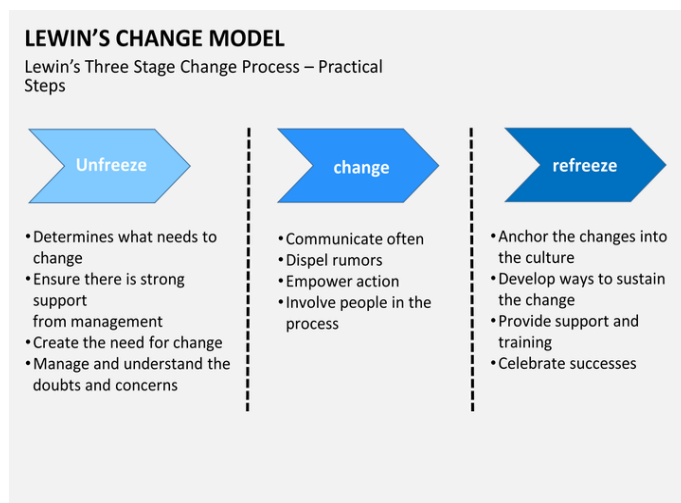 LEWIN'S CHANGE MODEL
Lewin's Three Stage Change Process – Practical
Steps
Unfreeze
•Determines what needs to
change
•Ensure there is strong
support
from management
•Create the need for change
•Manage and understand the
doubts and concerns
change
•Communicate often
•Dispel rumors
•Empower action
•Involve people in the
process
refreeze
•Anchor the changes into
the culture
•Develop ways to sustain
the change
•Provide support and
training
•Celebrate successes